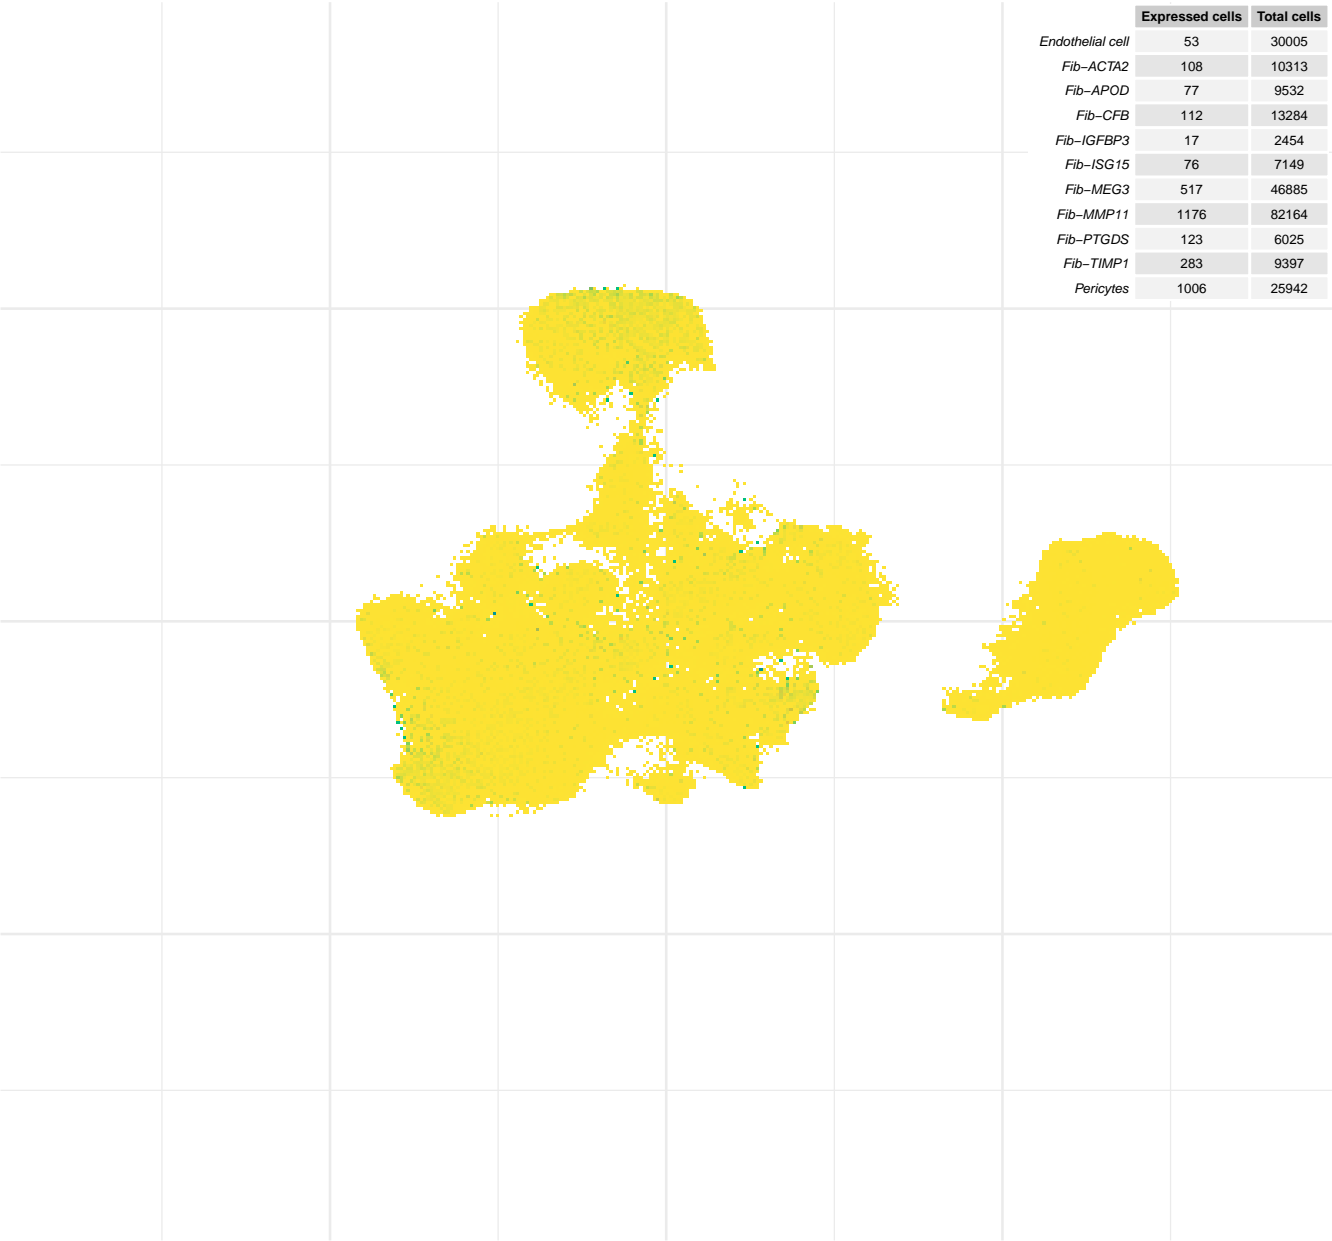 Expressed cells Total cells
Endothelial cell 53 30005
Fib−ACTA2 108 10313
Fib−APOD 77 9532
Fib−CFB 112 13284
Fib−IGFBP3 17 2454
Fib−ISG15 76 7149
Fib−MEG3 517 46885
Fib−MMP11 1176 82164
Fib−PTGDS 123 6025
Fib−TIMP1 283 9397
Pericytes 1006 25942